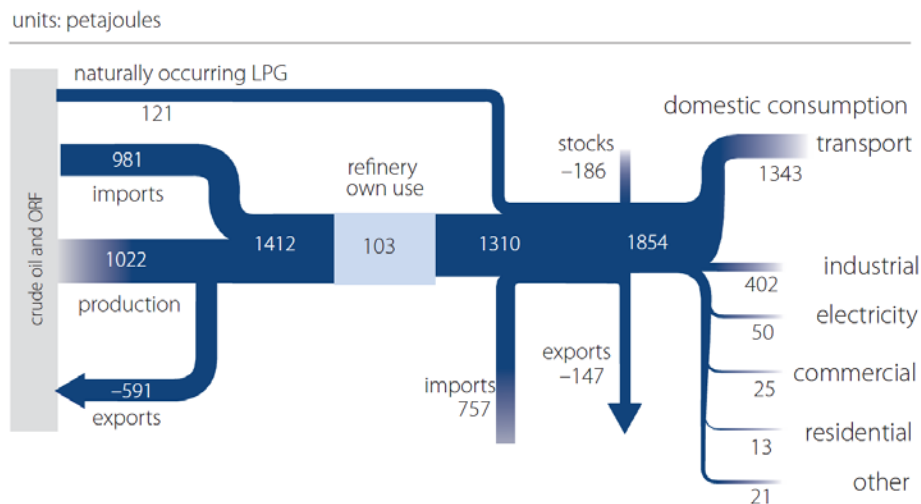 units: petajoules
naturally occurring LPG
121
domestic consumption
transport
1343
981
imports
refinery
own use
stocks
–186
crude oil and ORF
1022
production
1412
103
1310
1854
industrial
402
electricity
50
–591
exports
imports
757
exports
–147
commercial
25
residential
13
other
21